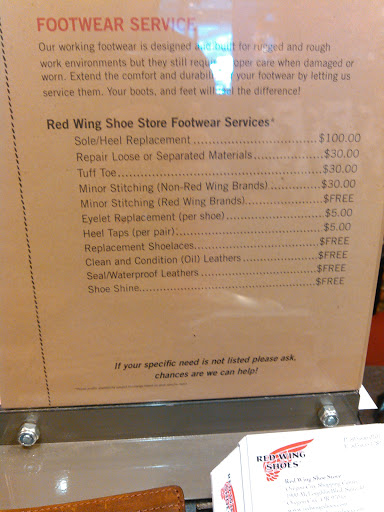 FOOTWEAR SERVICE
Our working footwear is designed and built for rugged and rough
work environments but they still require proper care when damaged or
worn. Extend the comfort and durability of your footwear by letting us
service them. Your boots, and feet will feel the difference!
Red Wing Shoe Store Footwear Services*
Sole/Heel Replacement.....................$100.00
Repair Loose or Separated Materials...............$30.00
Tuff Toe.....................................$30.00
Minor Stitching (Non-Red Wing Brands)...........$30.00
Minor Stitching (Red Wing Brands)................$FREE
Eyelet Replacement (per shoe)....................$5.00
Heel Taps (per pair)...............................$5.00
Replacement Shoelaces..........................$FREE
Clean and Condition (Oil) Leathers................$FREE
Seal/Waterproof Leathers.........................$FREE
Shoe Shine......................................$FREE
If your specific need is not listed please ask,
chances are we can help!
RED WING
SHOES
Red Wing Shoe Store